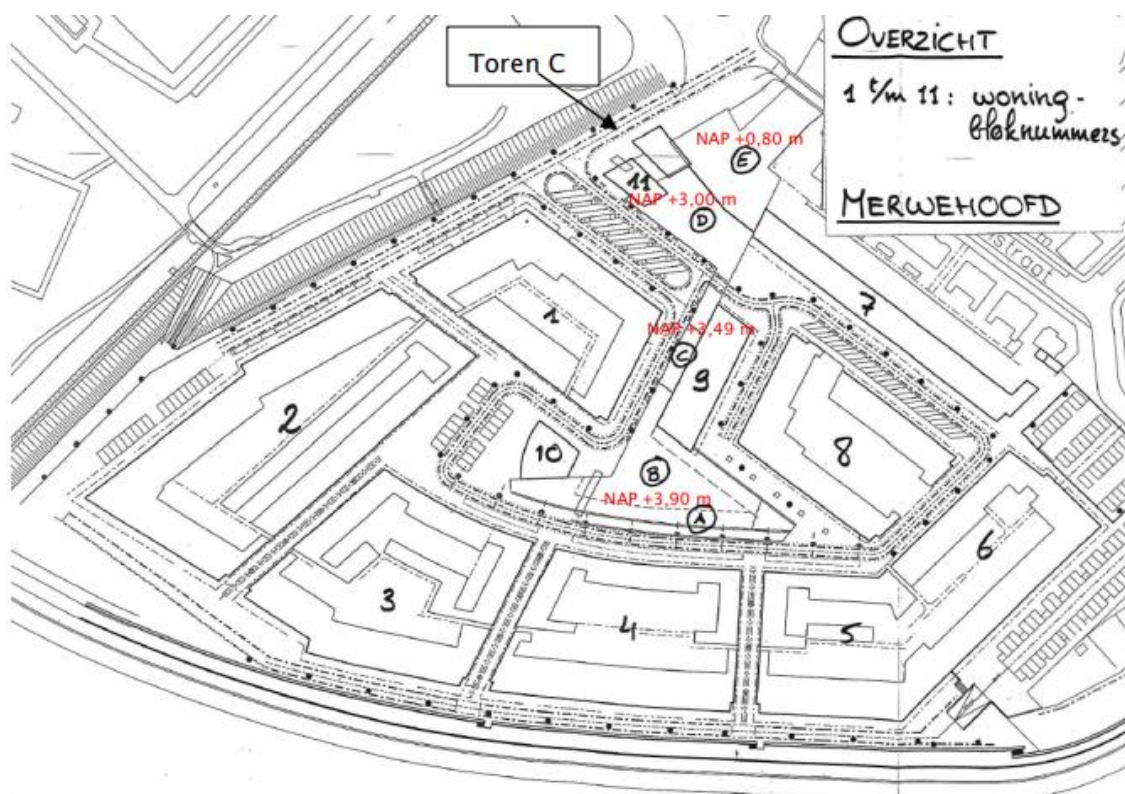 OVERZICHT
1 t/m 11: woning-
bloknummers
MERWEHOOFD
Toren C
NAP +0,80 m
E
11
NAP +3,00 m
D
straat
7
1
NAP +3,49 m
C
9
2
8
10
B
NAP +3,90 m
A
6
3
4
5